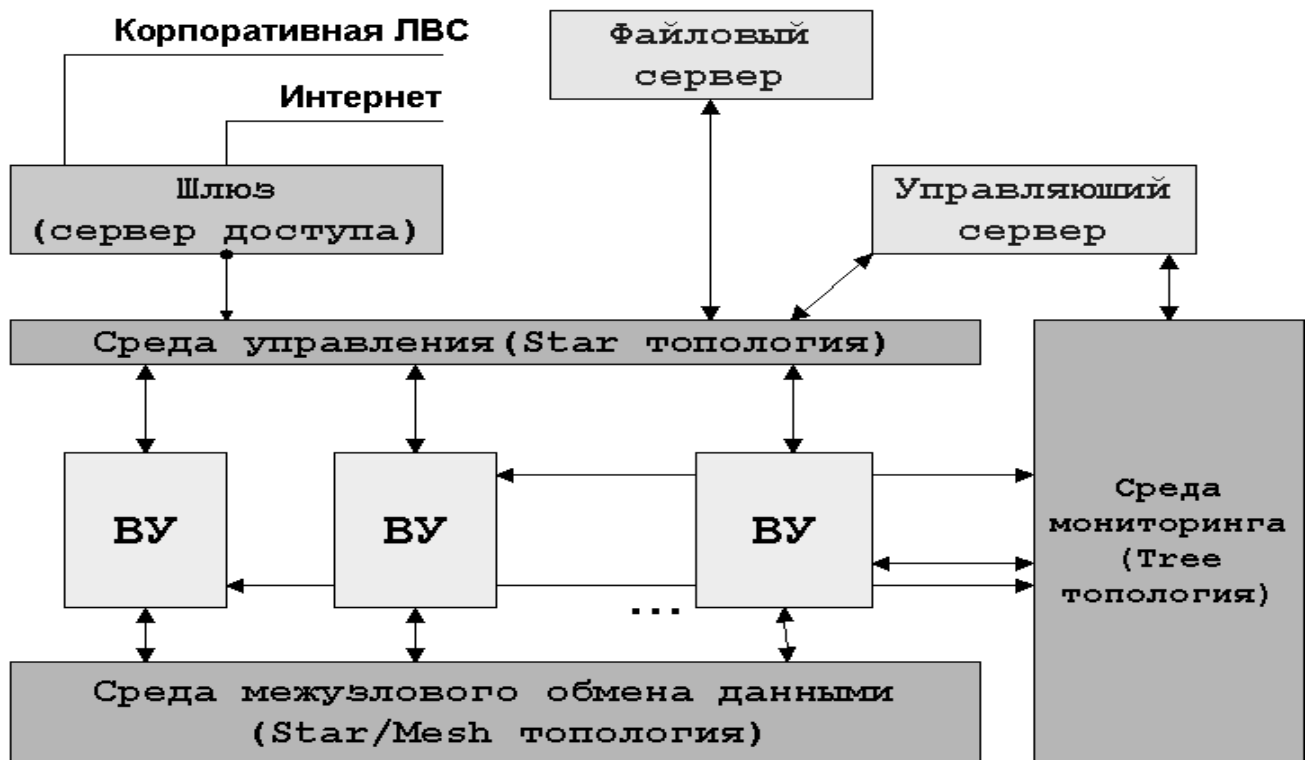 Корпоративная ЛВС
Интернет
Файловый
сервер
Шлюз
(сервер доступа)
Управляюший
сервер
Среда управления(Star топология)
ВУ
ВУ
ВУ
...
Среда
мониторинга
(Tree
топология)
Среда межузлового обмена данными
(Star/Mesh топология)